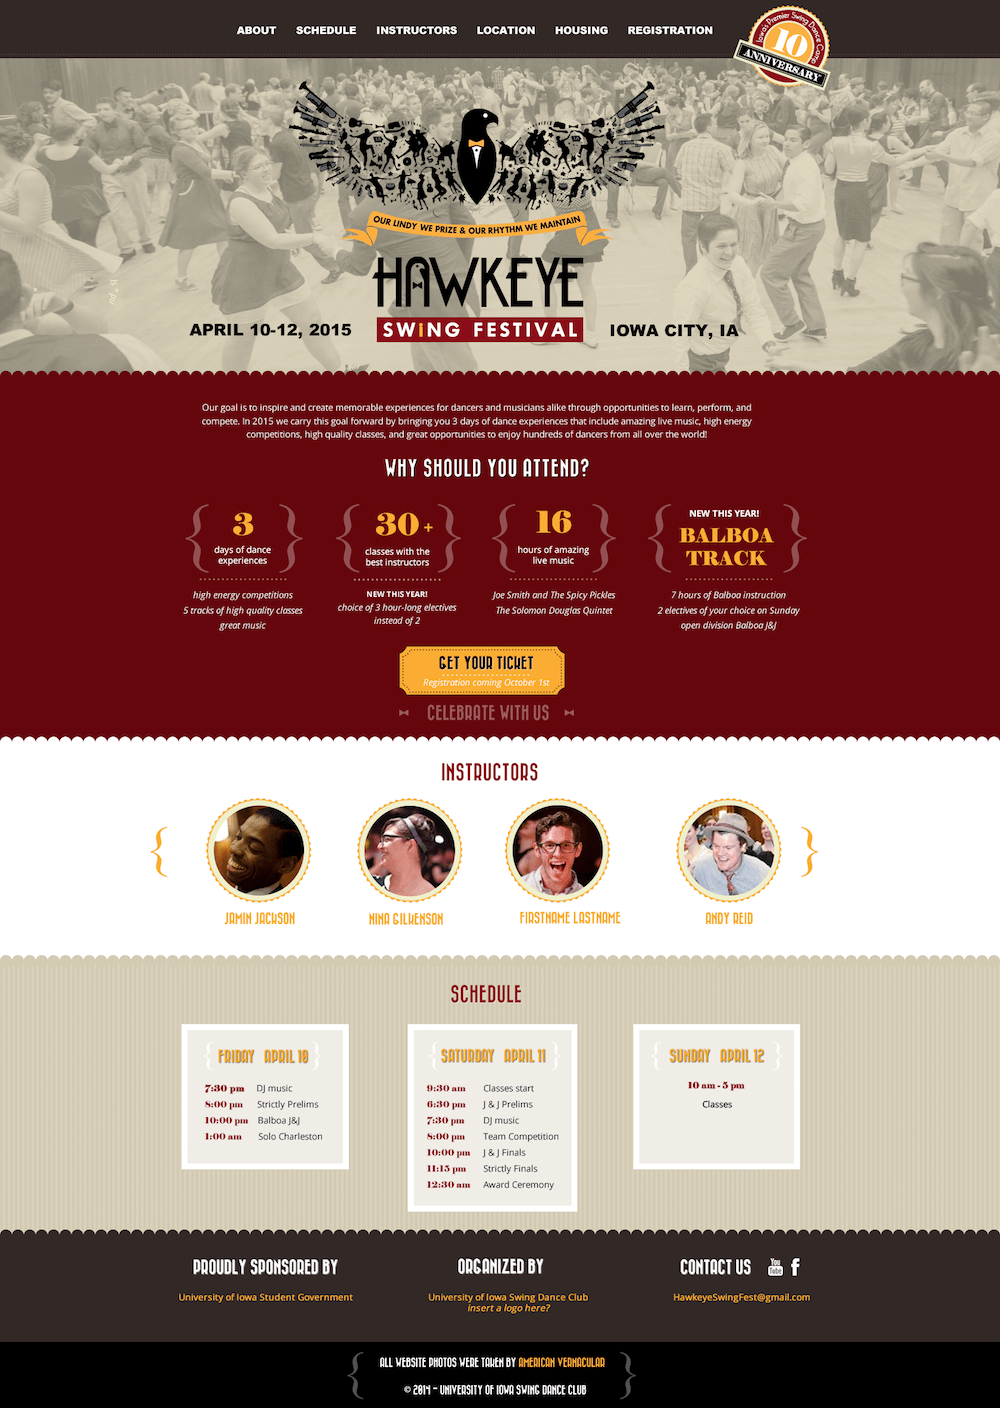 ABOUT SCHEDULE INSTRUCTORS LOCATION HOUSING REGISTRATION
Iowa's Premier Swing Dance Camp
10
ANNIVERSARY
OUR LINDY WE PRIZE & OUR RHYTHM WE MAINTAIN
HAWKEYE
SWiNG FESTIVAL
APRIL 10-12, 2015
IOWA CITY, IA
Our goal is to inspire and create memorable experiences for dancers and musicians alike through opportunities to learn, perform, and
compete. In 2015 we carry this goal forward by bringing you 3 days of dance experiences that include amazing live music, high energy
competitions, high quality classes, and great opportunities to enjoy hundreds of dancers from all over the world!
WHY SHOULD YOU ATTEND?
3
days of dance
experiences
high energy competitions
5 tracks of high quality classes
great music
30+
classes with the
best instructors
NEW THIS YEAR!
choice of 3 hour-long electives
instead of 2
16
hours of amazing
live music
Joe Smith and The Spicy Pickles
The Solomon Douglas Quintet
NEW THIS YEAR!
BALBOA
TRACK
7 hours of Balboa instruction
2 electives of your choice on Sunday
open division Balboa J&J
GET YOUR TICKET
Registration coming October 1st
CELEBRATE WITH US
INSTRUCTORS
JAMIN JACKSON
NINA GILKENSON
FIRSTNAME LASTNAME
ANDY REID
SCHEDULE
FRIDAY APRIL 10
7:30 pm DJ music
8:00 pm Strictly Prelims
10:00 pm Balboa J&J
1:00 am Solo Charleston
SATURDAY APRIL 11
9:30 am Classes start
6:30 pm J & J Prelims
7:30 pm DJ music
8:00 pm Team Competition
10:00 pm J & J Finals
11:15 pm Strictly Finals
12:30 am Award Ceremony
SUNDAY APRIL 12
10 am - 5 pm
Classes
PROUDLY SPONSORED BY
University of Iowa Student Government
ORGANIZED BY
University of Iowa Swing Dance Club
insert a logo here?
CONTACT US
You Tube f
HawkeyeSwingFest@gmail.com
ALL WEBSITE PHOTOS WERE TAKEN BY AMERICAN VERNACULAR
© 2014 - UNIVERSITY OF IOWA SWING DANCE CLUB